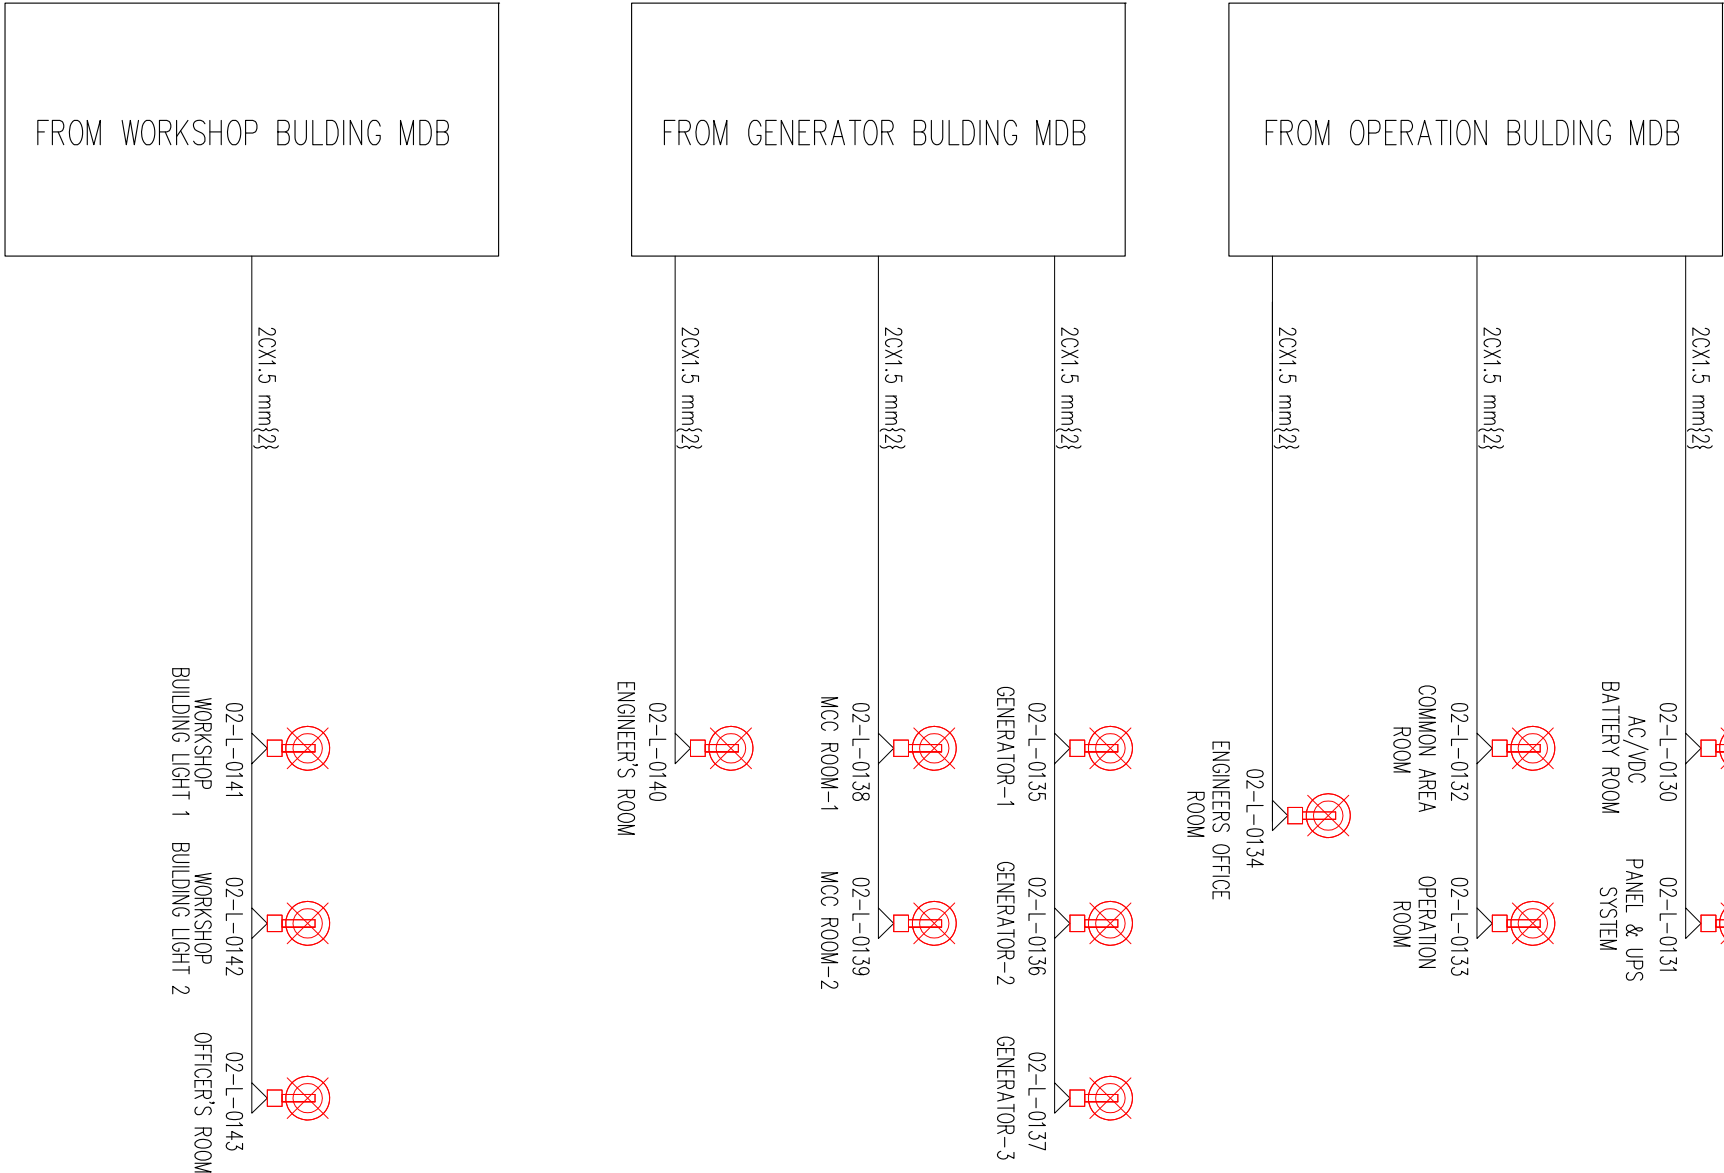 FROM WORKSHOP BULDING MDB
FROM GENERATOR BULDING MDB
FROM OPERATION BULDING MDB
2CX1.5 mm{2}
2CX1.5 mm{2}
2CX1.5 mm{2}
2CX1.5 mm{2}
2CX1.5 mm{2}
2CX1.5 mm{2}
2CX1.5 mm{2}
02-L-0141
WORKSHOP
BUILDING LIGHT 1
02-L-0142
WORKSHOP
BUILDING LIGHT 2
02-L-0143
OFFICER'S ROOM
02-L-0140
ENGINEER'S ROOM
02-L-0138
MCC ROOM-1
02-L-0139
MCC ROOM-2
02-L-0135
GENERATOR-1
02-L-0136
GENERATOR-2
02-L-0137
GENERATOR-3
02-L-0134
ENGINEERS OFFICE
ROOM
02-L-0132
COMMON AREA
ROOM
02-L-0133
OPERATION
ROOM
02-L-0130
AC/VDC
BATTERY ROOM
02-L-0131
PANEL & UPS
SYSTEM